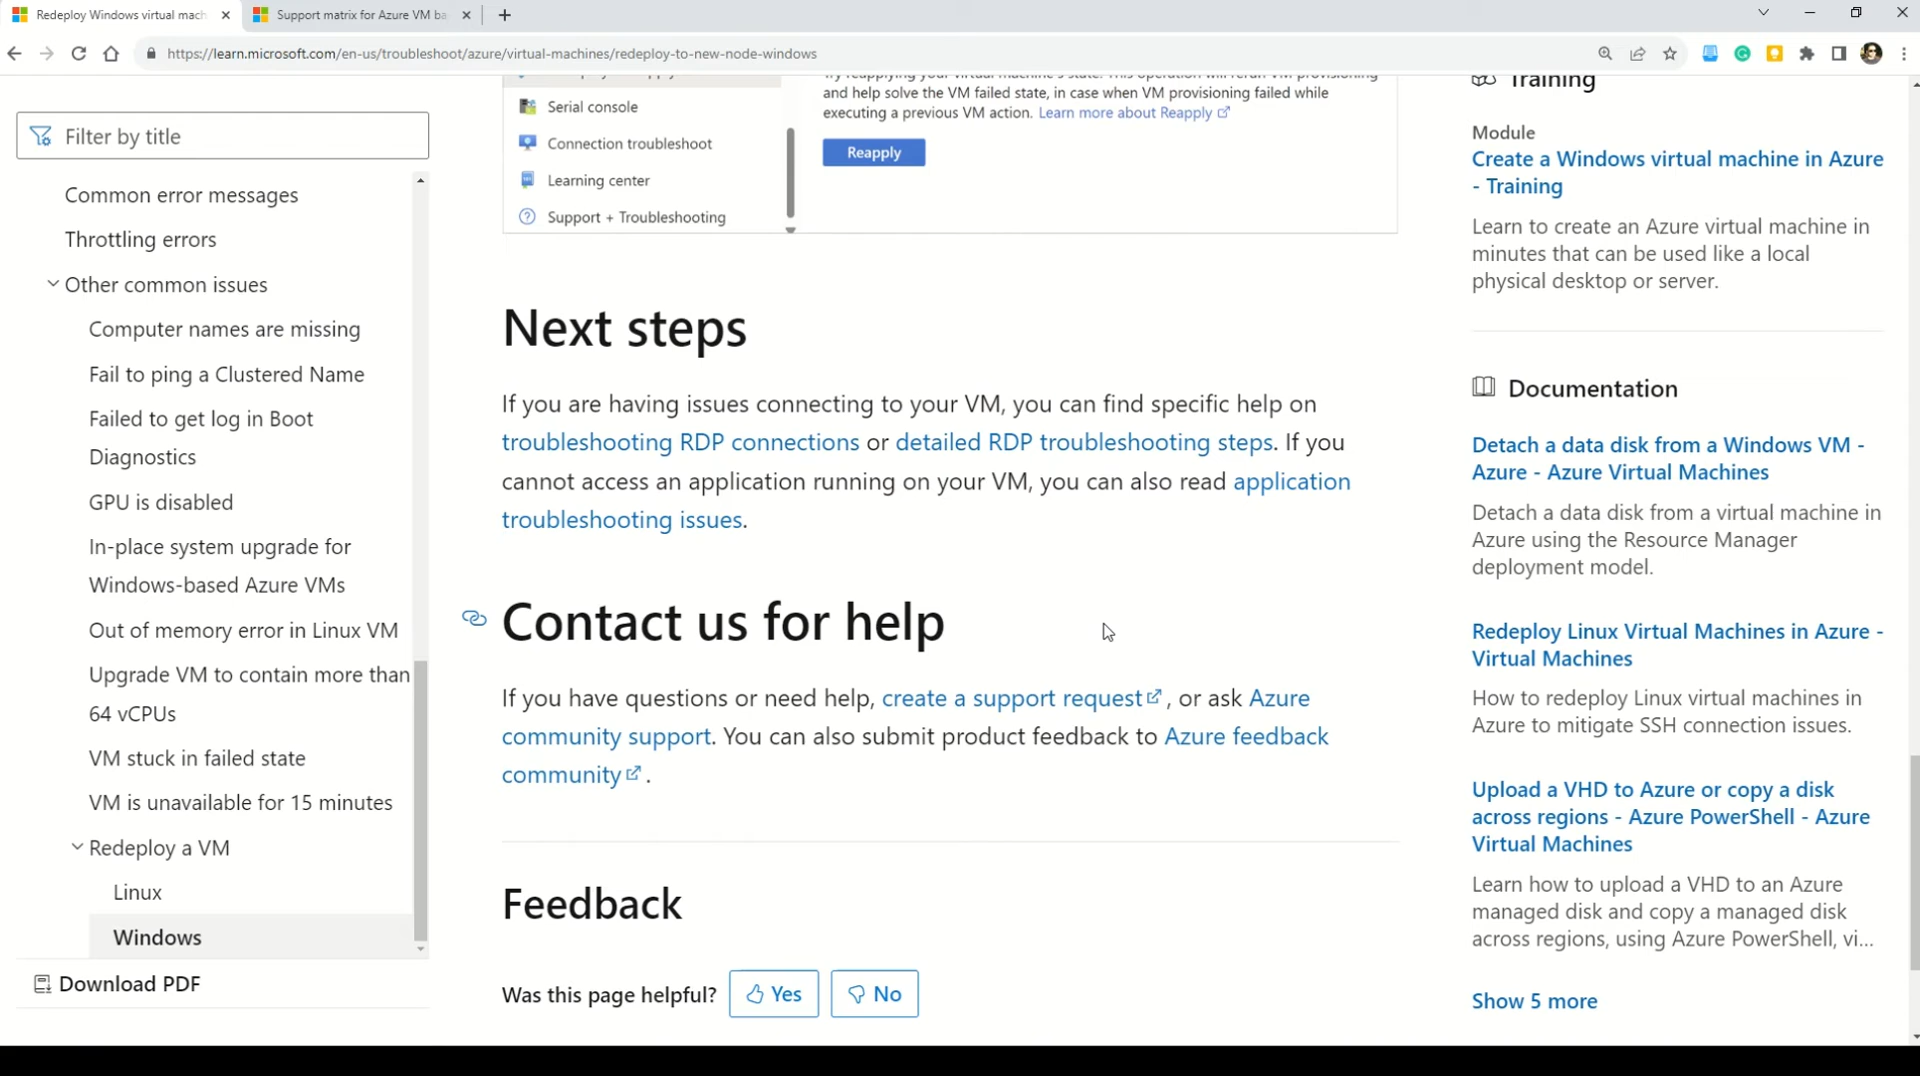 Redeploy Windows virtual mach
Support matrix for Azure VM ba
https://learn.microsoft.com/en-us/troubleshoot/azure/virtual-machines/redeploy-to-new-node-windows
Filter by title
Common error messages
Throttling errors
Other common issues
Computer names are missing
Fail to ping a Clustered Name
Failed to get log in Boot
Diagnostics
GPU is disabled
In-place system upgrade for
Windows-based Azure VMs
Out of memory error in Linux VM
Upgrade VM to contain more than
64 vCPUs
VM stuck in failed state
VM is unavailable for 15 minutes
Redeploy a VM
Linux
Windows
Download PDF
Serial console
Connection troubleshoot
Learning center
Support + Troubleshooting
Try reapplying your virtual machine's state. This operation will rerun VM provisioning
and help solve the VM failed state, in case when VM provisioning failed while
executing a previous VM action. Learn more about Reapply
Reapply
Next steps
If you are having issues connecting to your VM, you can find specific help on
troubleshooting RDP connections or detailed RDP troubleshooting steps. If you
cannot access an application running on your VM, you can also read application
troubleshooting issues.
Contact us for help
If you have questions or need help, create a support request, or ask Azure
community support. You can also submit product feedback to Azure feedback
community.
Feedback
Was this page helpful? Yes No
Training
Module
Create a Windows virtual machine in Azure
- Training
Learn to create an Azure virtual machine in
minutes that can be used like a local
physical desktop or server.
Documentation
Detach a data disk from a Windows VM -
Azure - Azure Virtual Machines
Detach a data disk from a virtual machine in
Azure using the Resource Manager
deployment model.
Redeploy Linux Virtual Machines in Azure -
Virtual Machines
How to redeploy Linux virtual machines in
Azure to mitigate SSH connection issues.
Upload a VHD to Azure or copy a disk
across regions - Azure PowerShell - Azure
Virtual Machines
Learn how to upload a VHD to an Azure
managed disk and copy a managed disk
across regions, using Azure PowerShell, vi...
Show 5 more